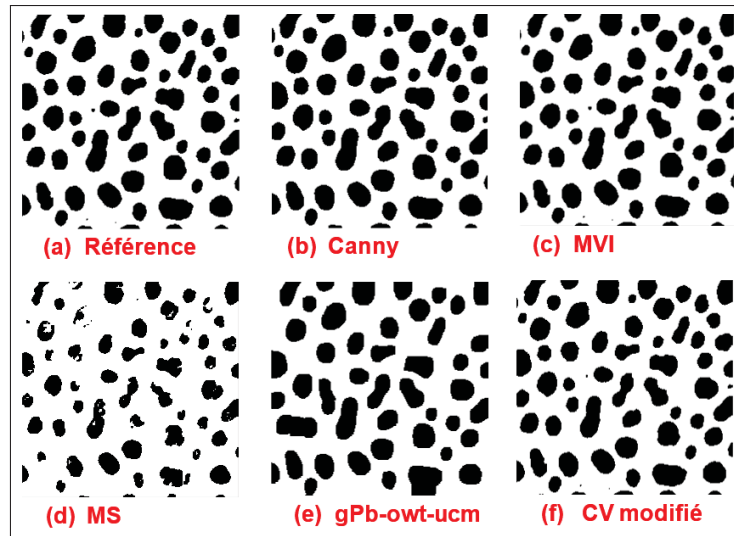 (a) Référence
(b) Canny
(c) MVI
(d) MS
(e) gPb-owt-ucm
(f) CV modifié